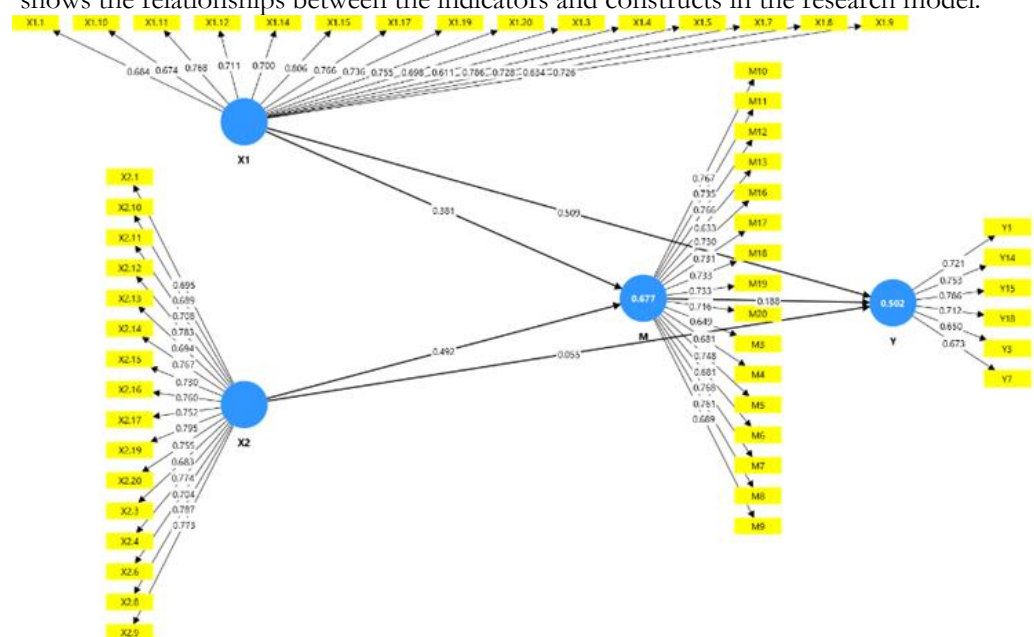 shows the relationships between the indicators and constructs in the research model.
X1.1 X1.10 X1.11 X1.12 X1.14 X1.15 X1.17 X1.19 X1.20 X1.3 X1.4 X1.5 X1.7 X1.8 X1.9
0.684 0.674 0.768 0.711 0.700 0.806 0.766 0.736 0.755 0.698 0.611 0.786 0.728 0.634 0.726
X1
X2.1
X2.10
X2.11
X2.12
X2.13
X2.14
X2.15
X2.16
X2.17
X2.19
X2.20
X2.3
X2.4
X2.6
X2.8
X2.9
0.695
0.689
0.708
0.783
0.694
0.767
0.730
0.760
0.752
0.795
0.755
0.683
0.774
0.704
0.787
0.773
X2
0.381
0.509
0.492
0.055
0.677
M
M10
M11
M12
M13
M16
M17
M18
M19
M20
M3
M4
M5
M6
M7
M8
M9
0.767
0.735
0.766
0.633
0.730
0.731
0.733
0.733
0.716
0.649
0.681
0.748
0.681
0.768
0.751
0.689
0.188
0.502
Y
0.721
0.753
0.786
0.712
0.650
0.673
Y1
Y14
Y15
Y18
Y3
Y7